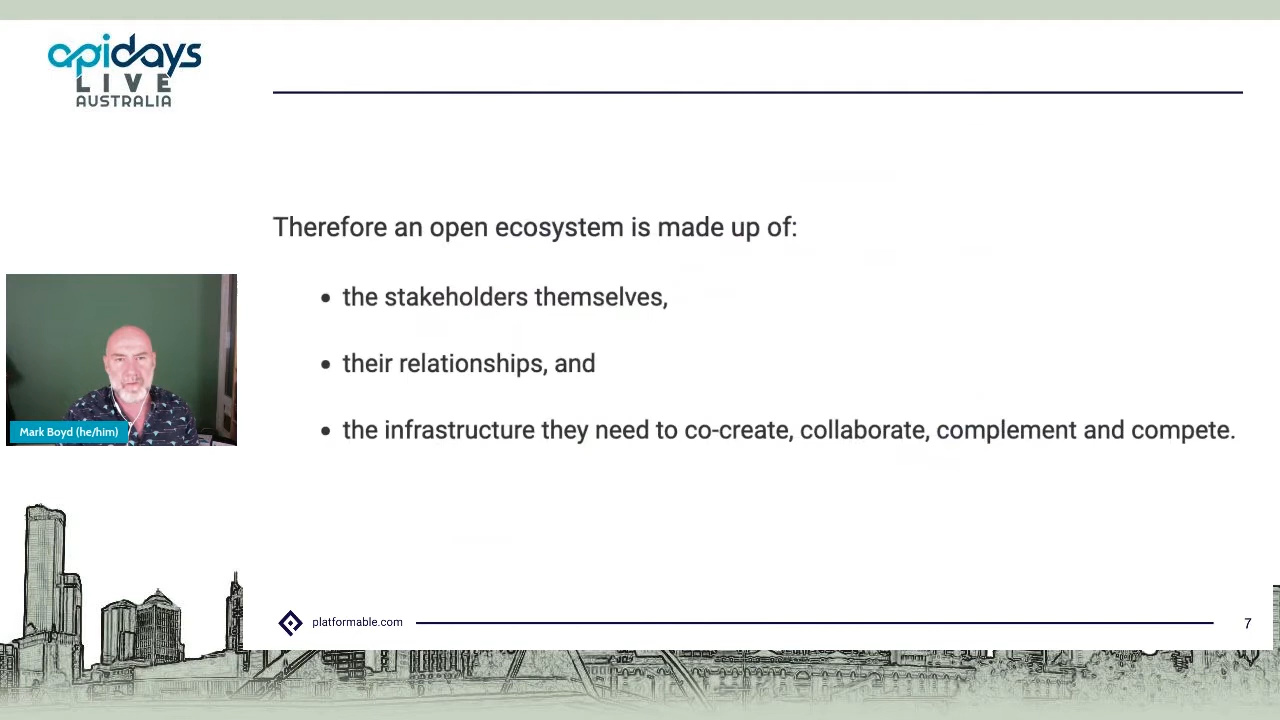 apidays
LIVE
AUSTRALIA
Therefore an open ecosystem is made up of:
• the stakeholders themselves,
• their relationships, and
• the infrastructure they need to co-create, collaborate, complement and compete.
Mark Boyd (he/him)
platformable.com
7